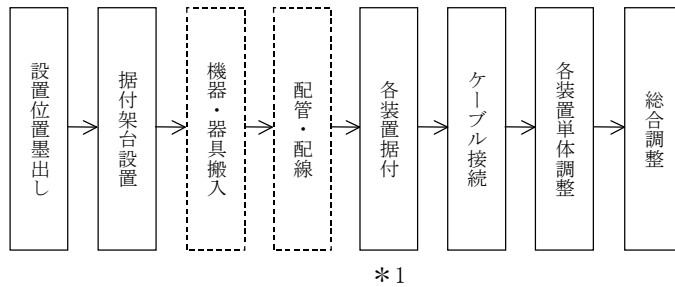 設置位置墨出し
据付架台設置
機器・器具搬入
配管・配線
各装置据付
ケーブル接続
各装置単体調整
総合調整
＊1